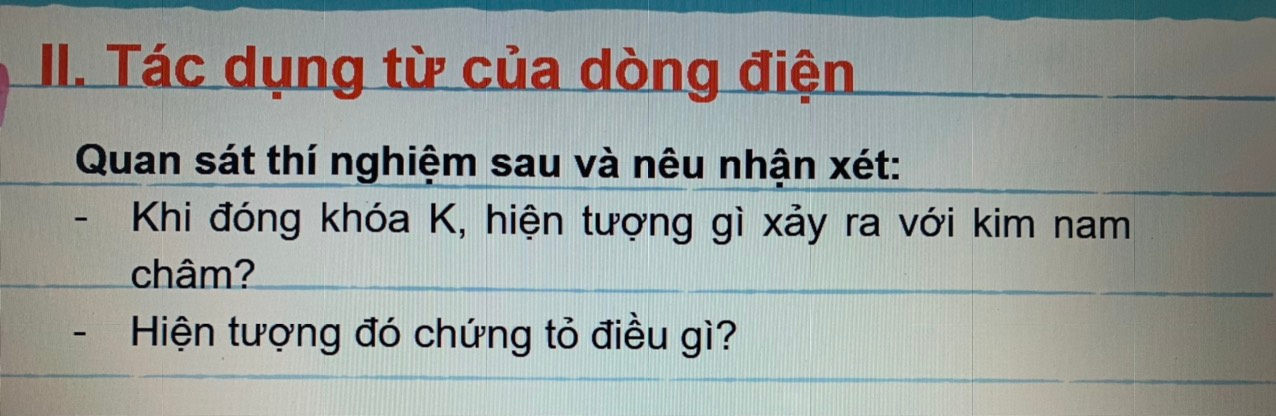 II. Tác dụng từ của dòng điện
Quan sát thí nghiệm sau và nêu nhận xét:
- Khi đóng khóa K, hiện tượng gì xảy ra với kim nam
châm?
- Hiện tượng đó chứng tỏ điều gì?